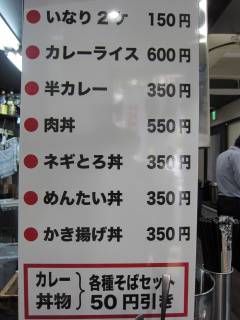 ● いなり2ケ 150円
● カレーライス 600円
● 半カレー 350円
● 肉丼 550円
● ネギとろ丼 350円
● めんたい丼 350円
● かき揚げ丼 350円
カレー 各種そばセット
丼物 50円引き